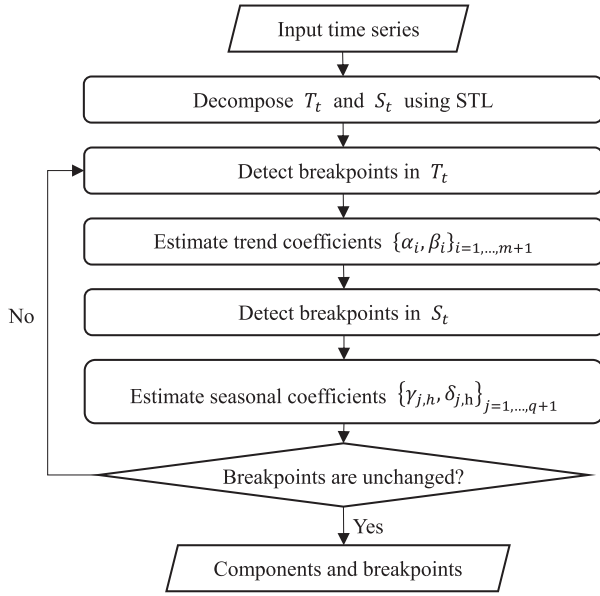 Input time series
Decompose T_t and S_t using STL
Detect breakpoints in T_t
Estimate trend coefficients {α_i, β_i}_{i=1,…,m+1}
Detect breakpoints in S_t
No
Estimate seasonal coefficients {γ_{j,h}, δ_{j,h}}_{j=1,…,q+1}
Breakpoints are unchanged?
Yes
Components and breakpoints